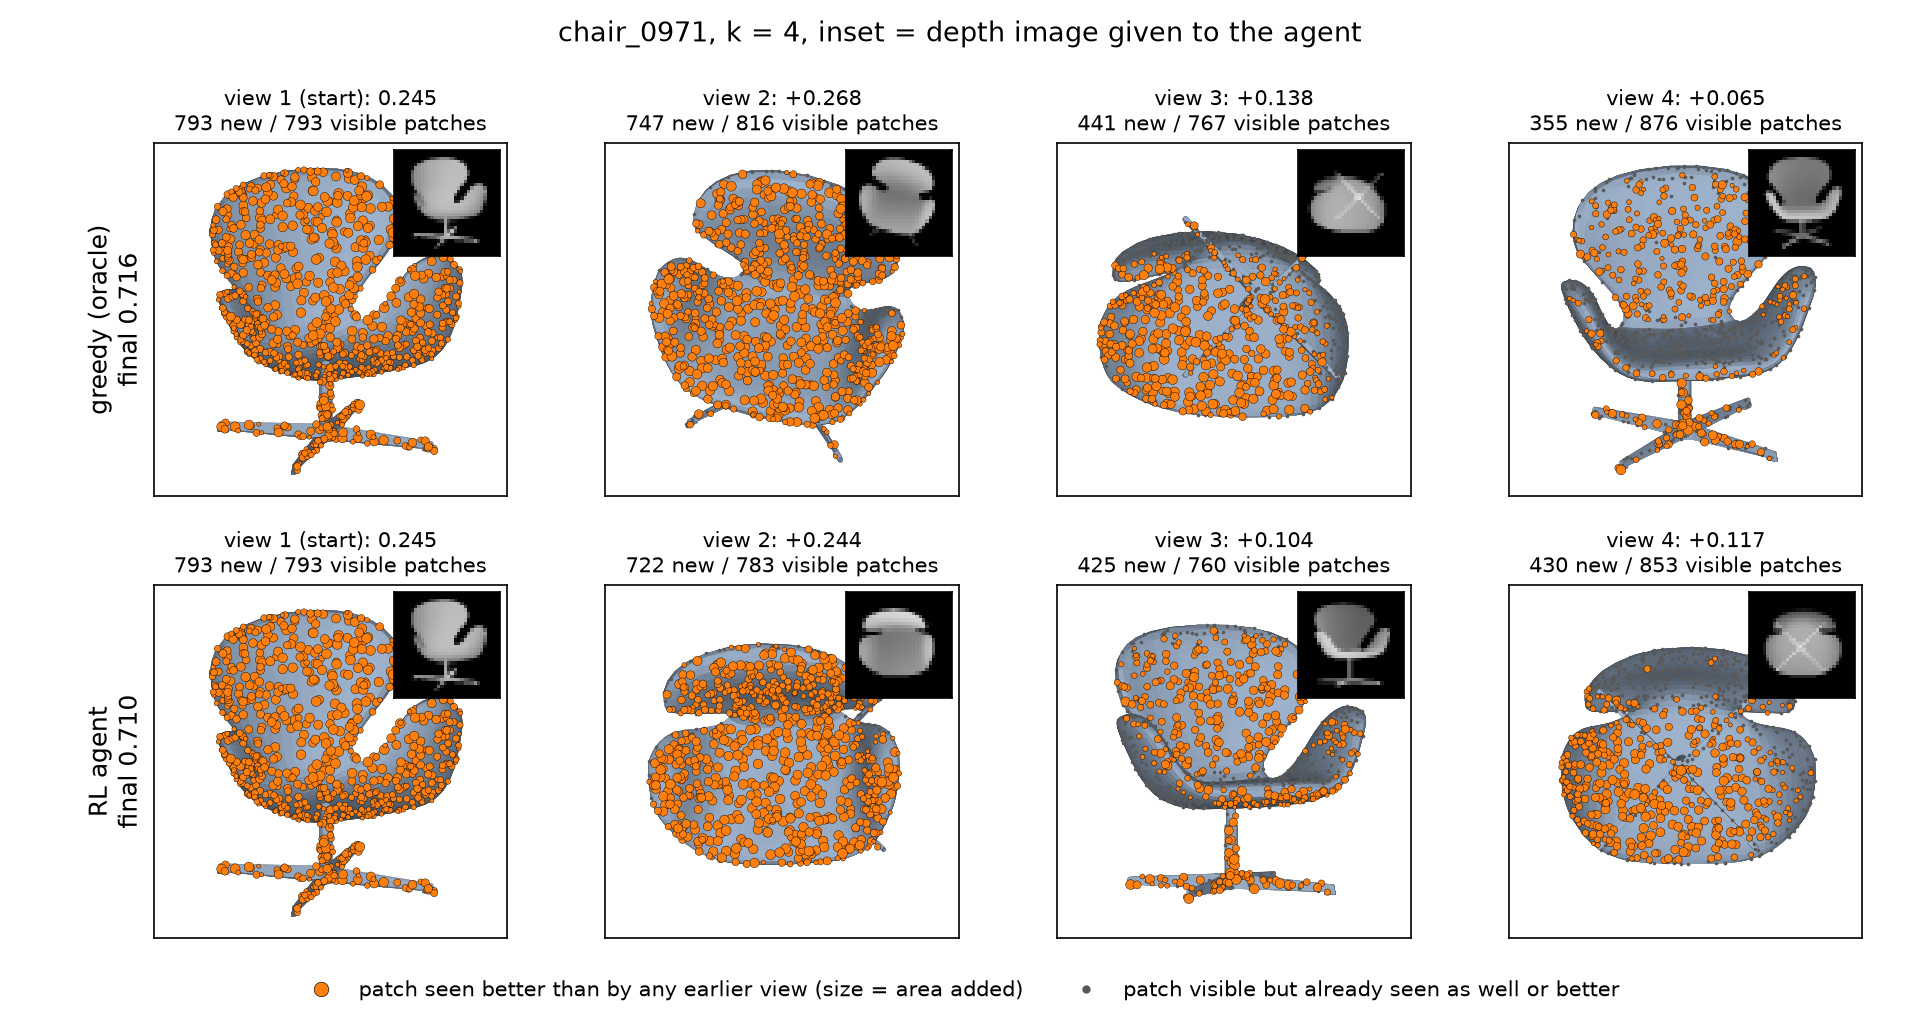 chair_0971, k = 4, inset = depth image given to the agent
greedy (oracle)
final 0.716
view 1 (start): 0.245
793 new / 793 visible patches
view 2: +0.268
747 new / 816 visible patches
view 3: +0.138
441 new / 767 visible patches
view 4: +0.065
355 new / 876 visible patches
RL agent
final 0.710
view 1 (start): 0.245
793 new / 793 visible patches
view 2: +0.244
722 new / 783 visible patches
view 3: +0.104
425 new / 760 visible patches
view 4: +0.117
430 new / 853 visible patches
patch seen better than by any earlier view (size = area added)
patch visible but already seen as well or better